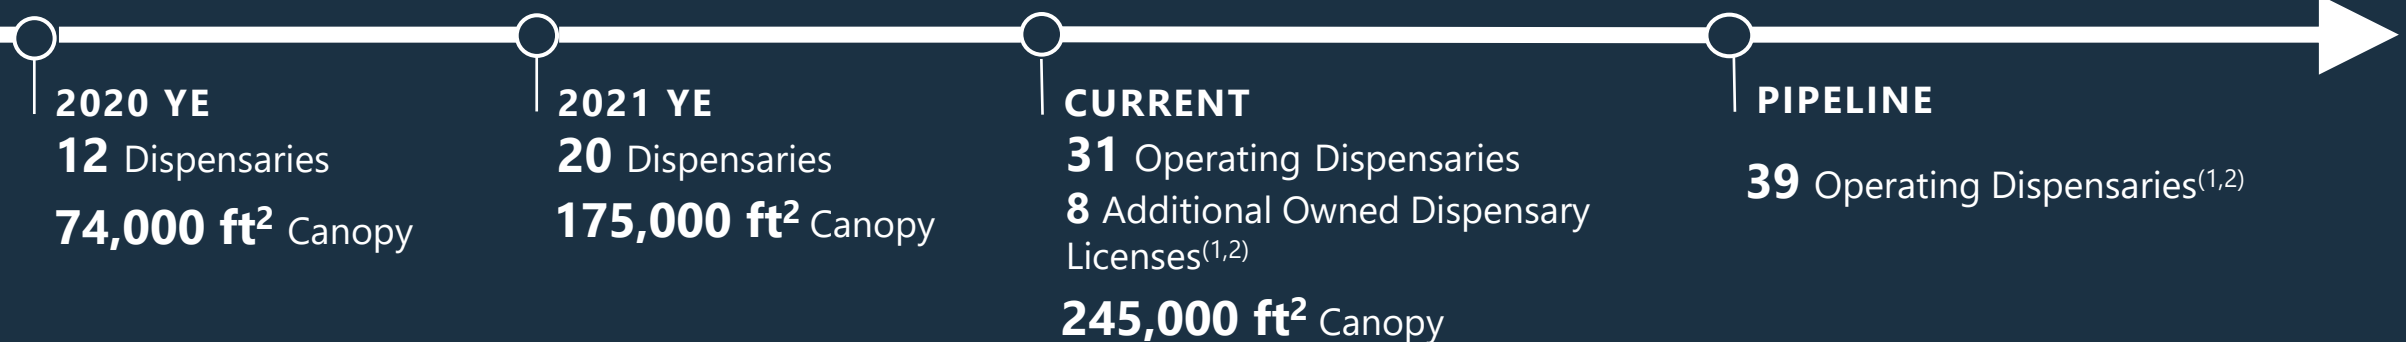 2020 YE
12 Dispensaries
74,000 ft² Canopy
2021 YE
20 Dispensaries
175,000 ft² Canopy
CURRENT
31 Operating Dispensaries
8 Additional Owned Dispensary
Licenses(1,2)
245,000 ft² Canopy
PIPELINE
39 Operating Dispensaries(1,2)